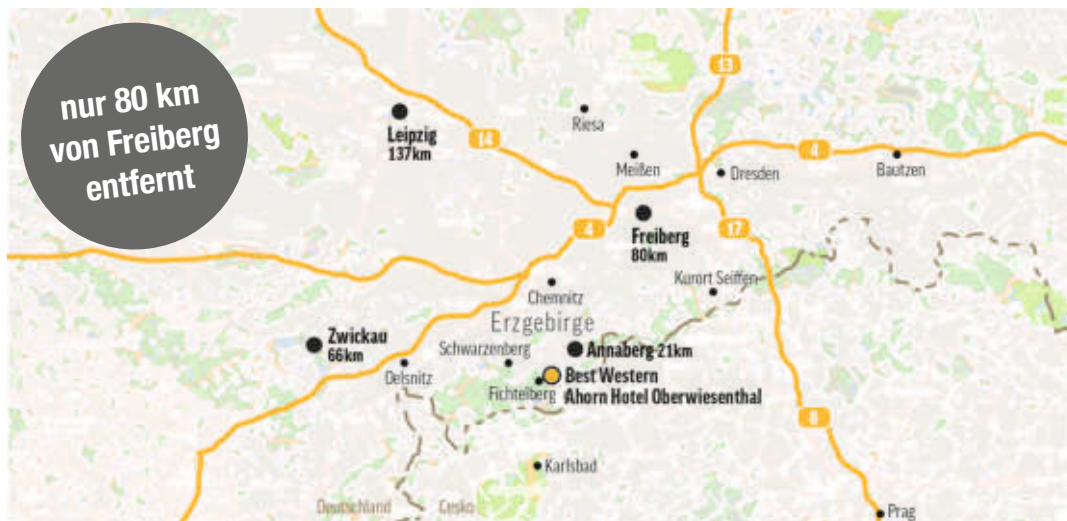 nur 80 km
von Freiberg
entfernt
13
Leipzig
137km
Riesa
14
4
Meißen
Dresden
Bautzen
Freiberg
80km
4
17
Kurort Seiffen
Chemnitz
Erzgebirge
Zwickau
66km
Schwarzenberg
Annaberg 21km
Oelsnitz
Best Western
Fichtelberg
Ahorn Hotel Oberwiesenthal
8
Karlsbad
Deutschland
Cesko
Prag